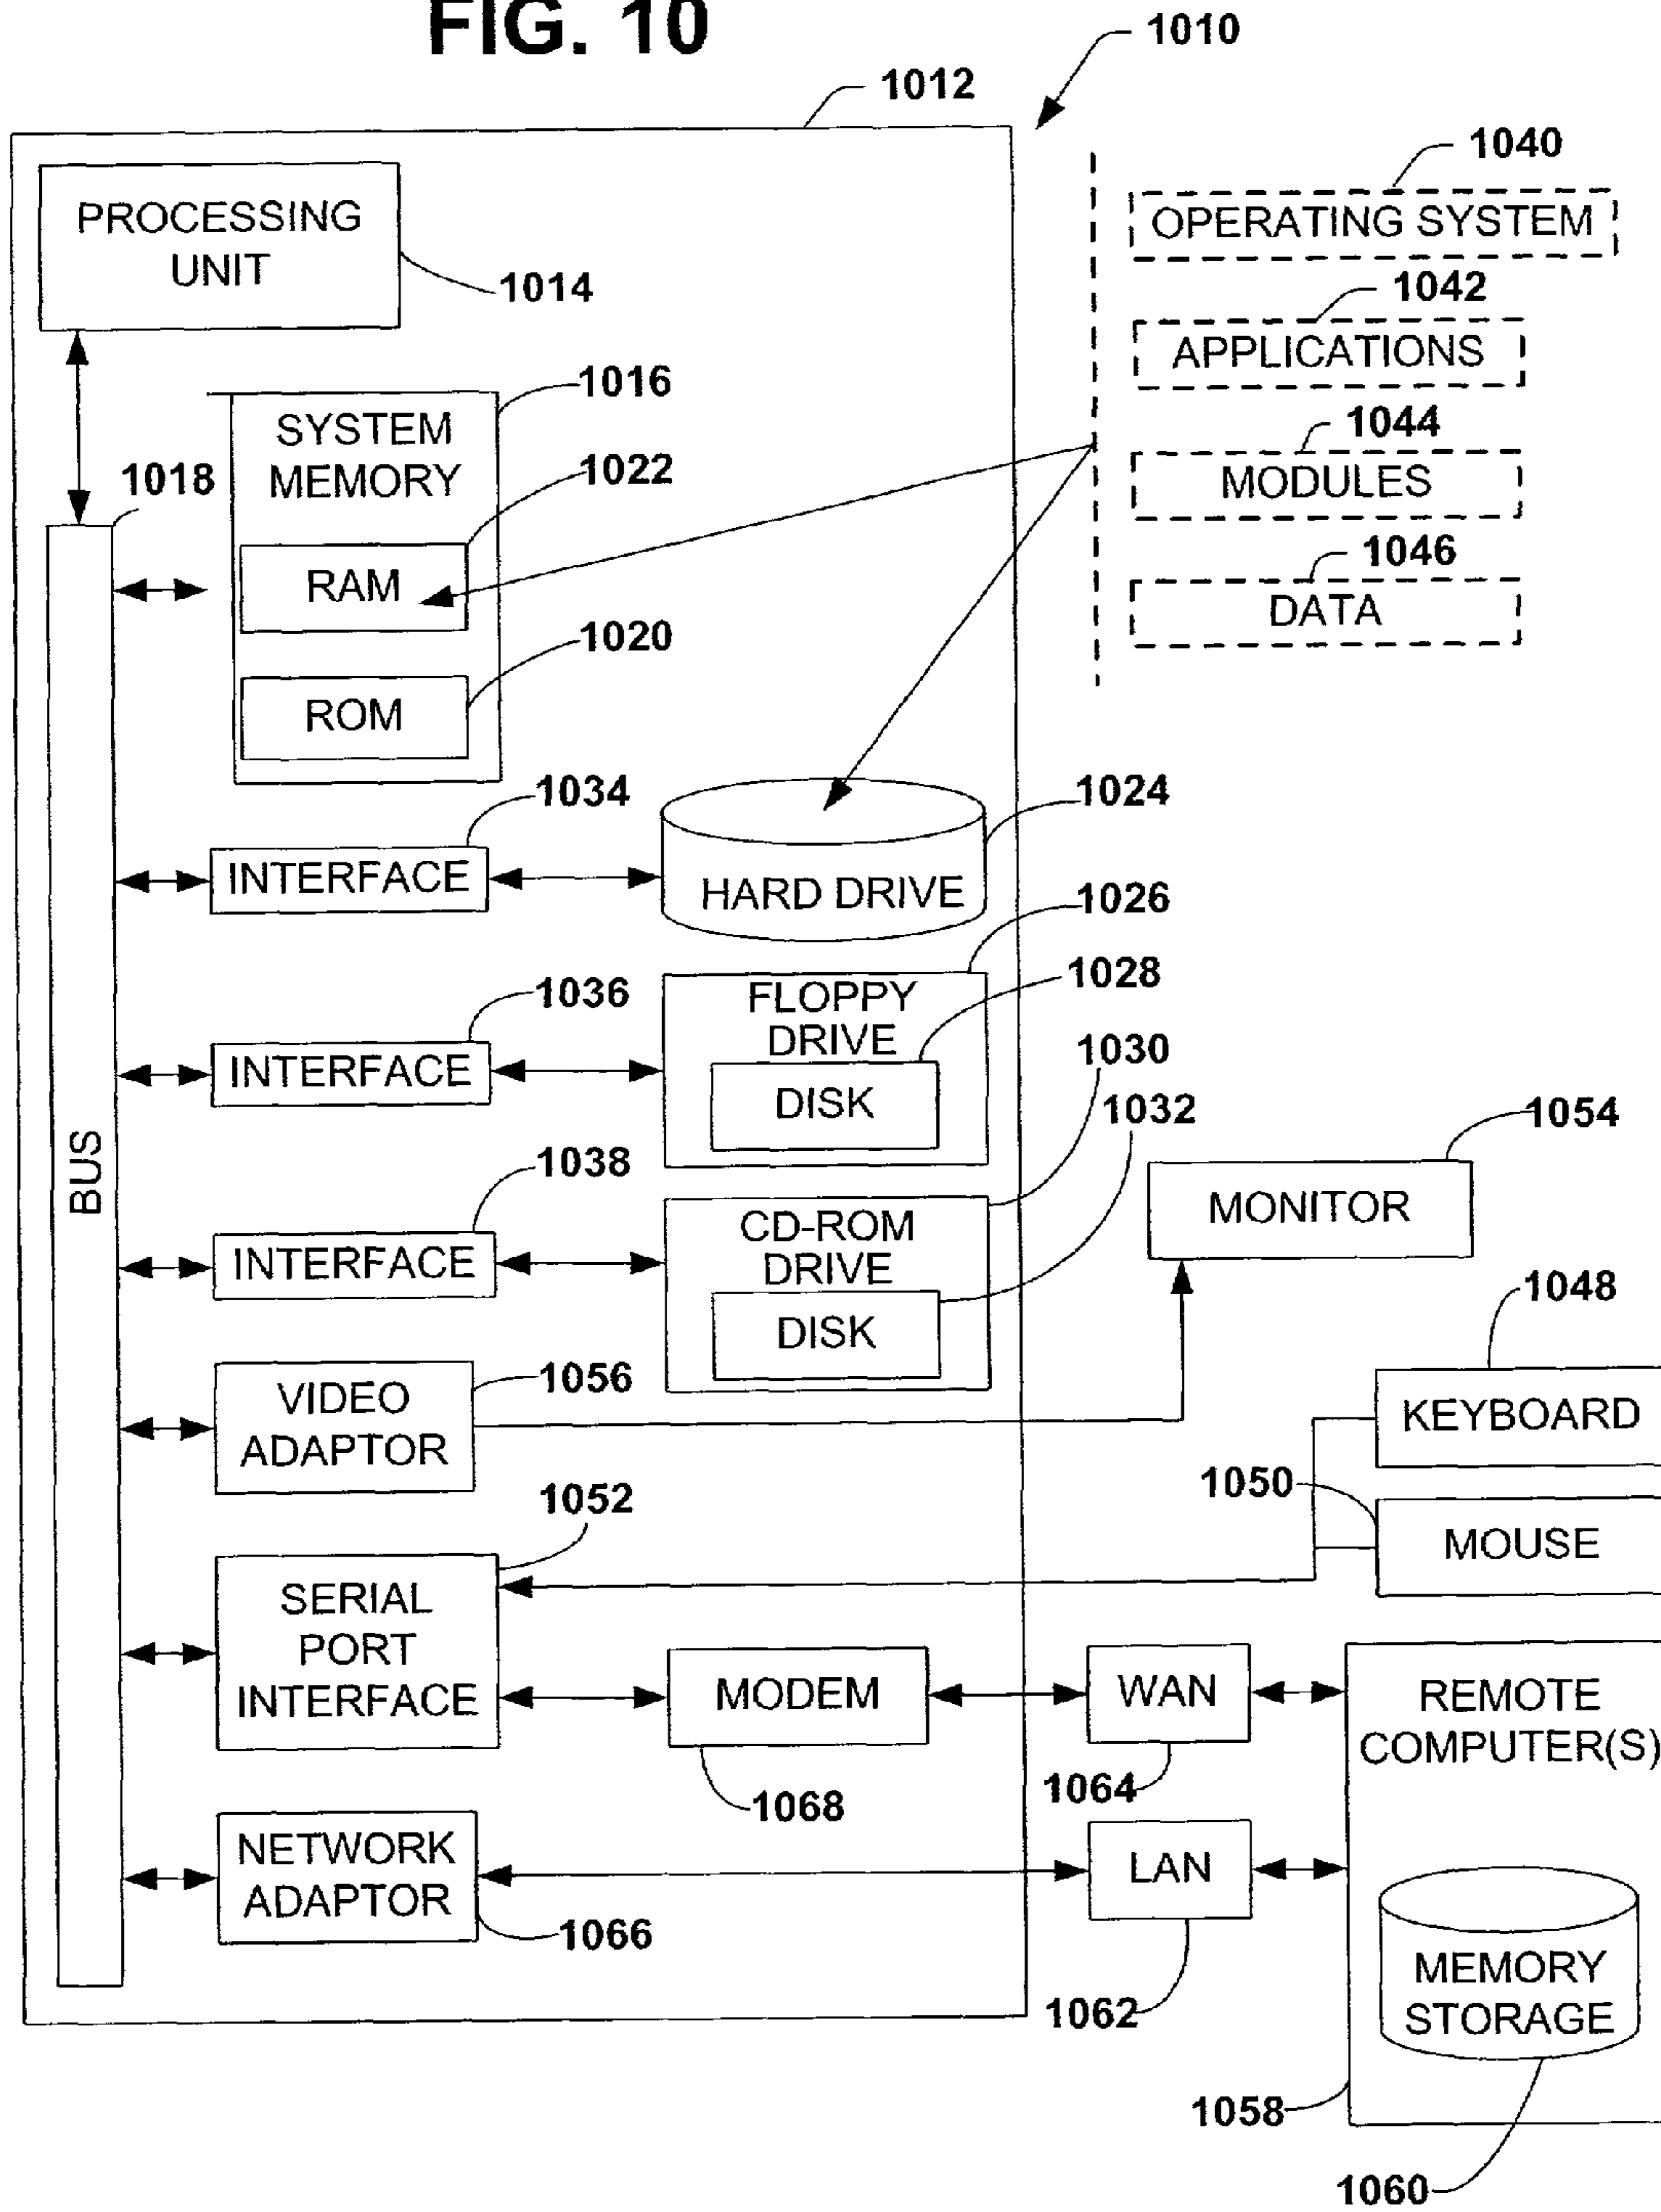 FIG. 10
1010
1012
1040
PROCESSING
UNIT
OPERATING SYSTEM
1014
1042
APPLICATIONS
1016
SYSTEM
MEMORY
1044
1018
1022
MODULES
1046
RAM
DATA
1020
ROM
1034
1024
INTERFACE
HARD DRIVE
1026
1028
1036
FLOPPY
DRIVE
1030
INTERFACE
DISK
1032
1054
BUS
1038
MONITOR
CD-ROM
DRIVE
INTERFACE
1048
DISK
1056
VIDEO
ADAPTOR
KEYBOARD
1050
1052
MOUSE
SERIAL
PORT
INTERFACE
MODEM
WAN
REMOTE
COMPUTER(S)
1064
1068
NETWORK
ADAPTOR
LAN
1066
MEMORY
STORAGE
1062
1058
1060